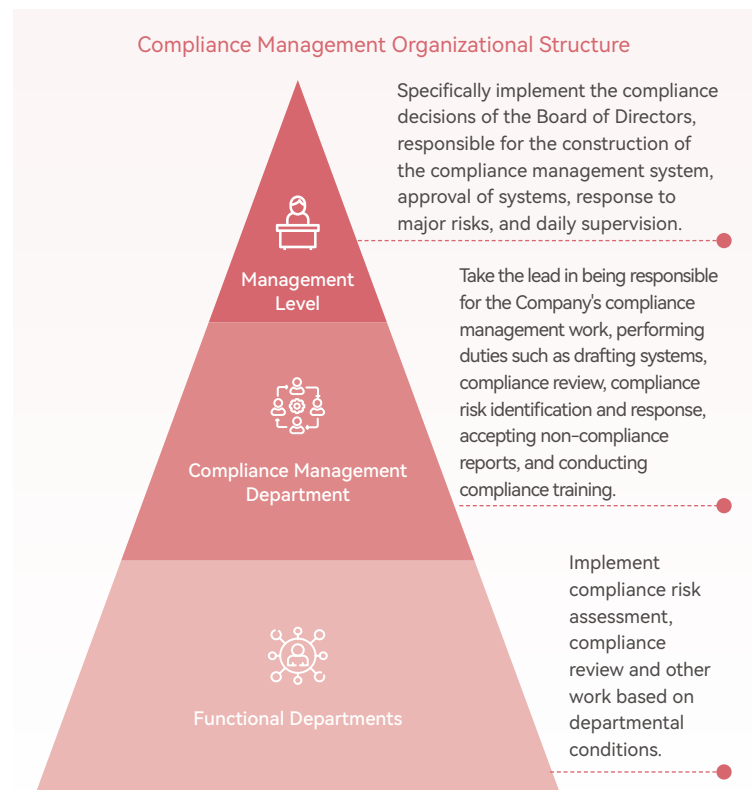 Compliance Management Organizational Structure
Specifically implement the compliance
decisions of the Board of Directors,
responsible for the construction of
the compliance management system,
approval of systems, response to
major risks, and daily supervision.
Management
Level
Take the lead in being responsible
for the Company's compliance
management work, performing
duties such as drafting systems,
compliance review, compliance
risk identification and response,
accepting non-compliance
reports, and conducting
compliance training.
Compliance Management
Department
Implement
compliance risk
assessment,
compliance
review and other
work based on
departmental
conditions.
Functional Departments